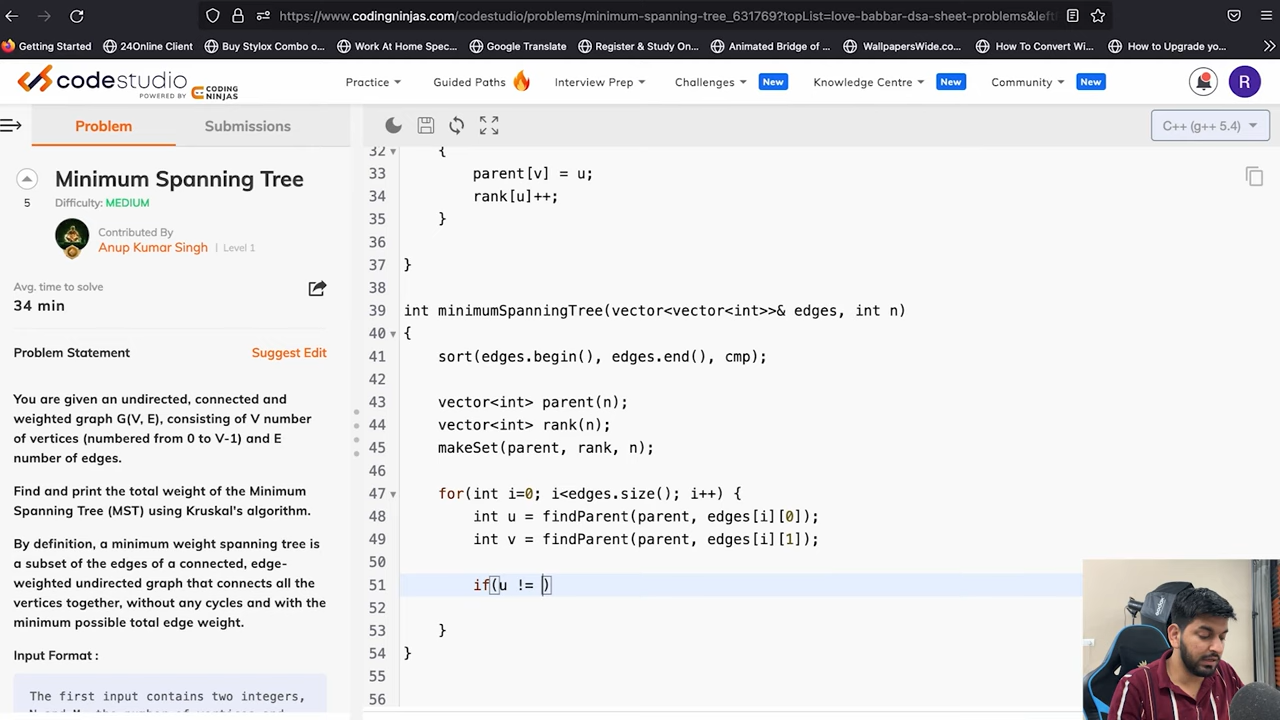 https://www.codingninjas.com/codestudio/problems/minimum-spanning-tree_631769?topList=love-babbar-dsa-sheet-problems&left
Getting Started 24Online Client Buy Stylox Combo o... Work At Home Spec... Google Translate Register & Study On... Animated Bridge of ... WallpapersWide.co... How To Convert Wi... How to Upgrade yo...
codestudio
POWERED BY CODING NINJAS
Practice Guided Paths Interview Prep Challenges New Knowledge Centre New Community New R
Problem Submissions
C++ (g++ 5.4)
Minimum Spanning Tree
5
Difficulty: MEDIUM
Contributed By
Anup Kumar Singh | Level 1
Avg. time to solve
34 min
Problem Statement Suggest Edit
You are given an undirected, connected and
weighted graph G(V, E), consisting of V number
of vertices (numbered from 0 to V-1) and E
number of edges.
Find and print the total weight of the Minimum
Spanning Tree (MST) using Kruskal's algorithm.
By definition, a minimum weight spanning tree is
a subset of the edges of a connected, edge-
weighted undirected graph that connects all the
vertices together, without any cycles and with the
minimum possible total edge weight.
Input Format :
The first input contains two integers,
32 {
33 parent[v] = u;
34 rank[u]++;
35 }
36
37 }
38
39 int minimumSpanningTree(vector<vector<int>>& edges, int n)
40 {
41 sort(edges.begin(), edges.end(), cmp);
42
43 vector<int> parent(n);
44 vector<int> rank(n);
45 makeSet(parent, rank, n);
46
47 for(int i=0; i<edges.size(); i++) {
48 int u = findParent(parent, edges[i][0]);
49 int v = findParent(parent, edges[i][1]);
50
51 if(u != )
52
53 }
54 }
55
56